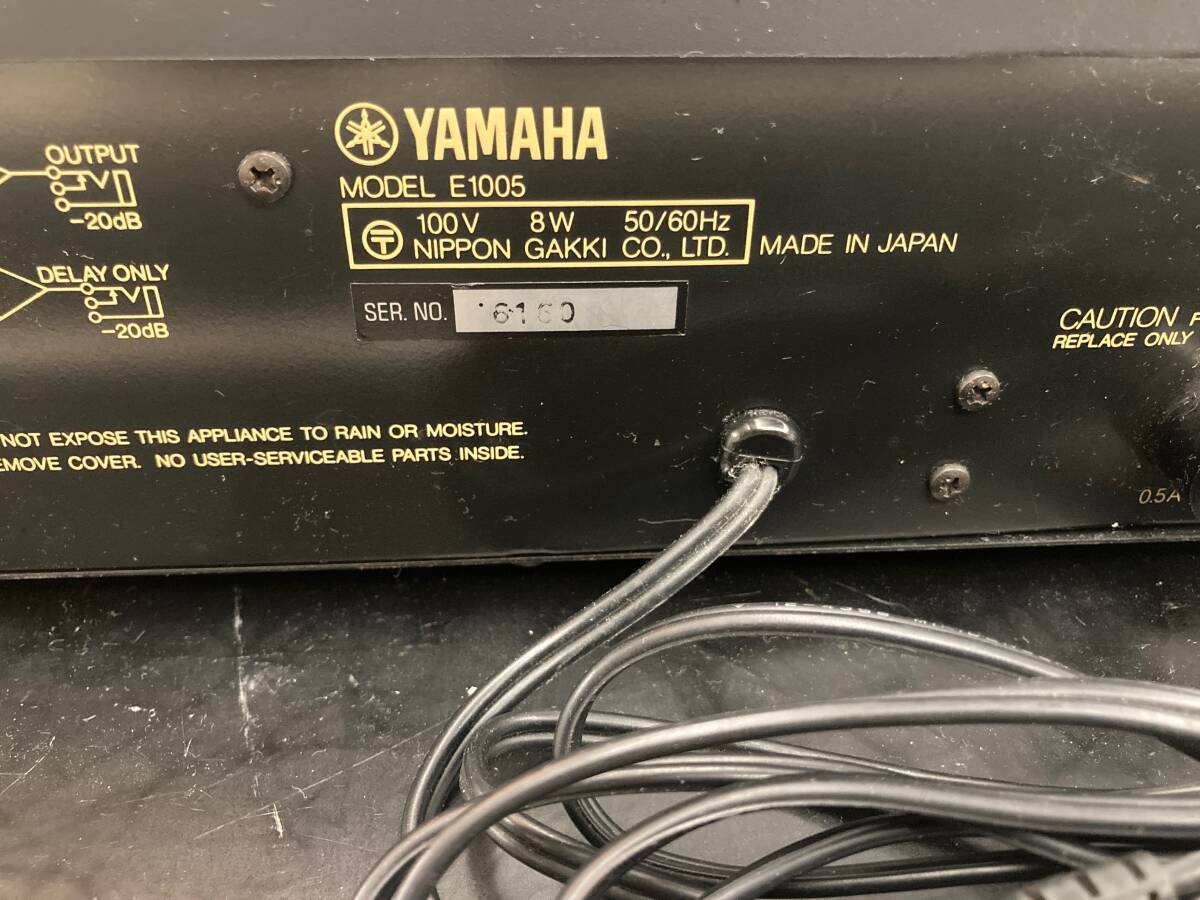 YAMAHA
MODEL E1005
100V 8W 50/60Hz
NIPPON GAKKI CO., LTD.
MADE IN JAPAN
SER. NO. 6160
OUTPUT
-20dB
DELAY ONLY
-20dB
NOT EXPOSE THIS APPLIANCE TO RAIN OR MOISTURE.
EMOVE COVER. NO USER-SERVICEABLE PARTS INSIDE.
CAUTION F
REPLACE ONLY
0.5A